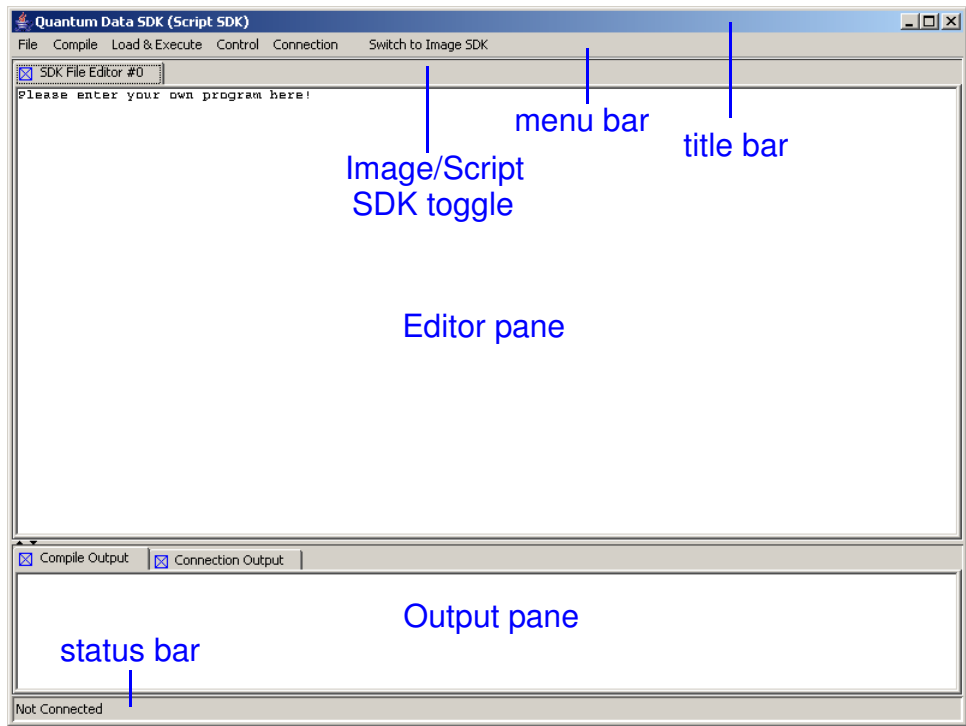 Quantum Data SDK (Script SDK)
File Compile Load & Execute Control Connection Switch to Image SDK
SDK File Editor #0
Please enter your own program here!
menu bar
title bar
Image/Script
SDK toggle
Editor pane
Compile Output Connection Output
Output pane
status bar
Not Connected